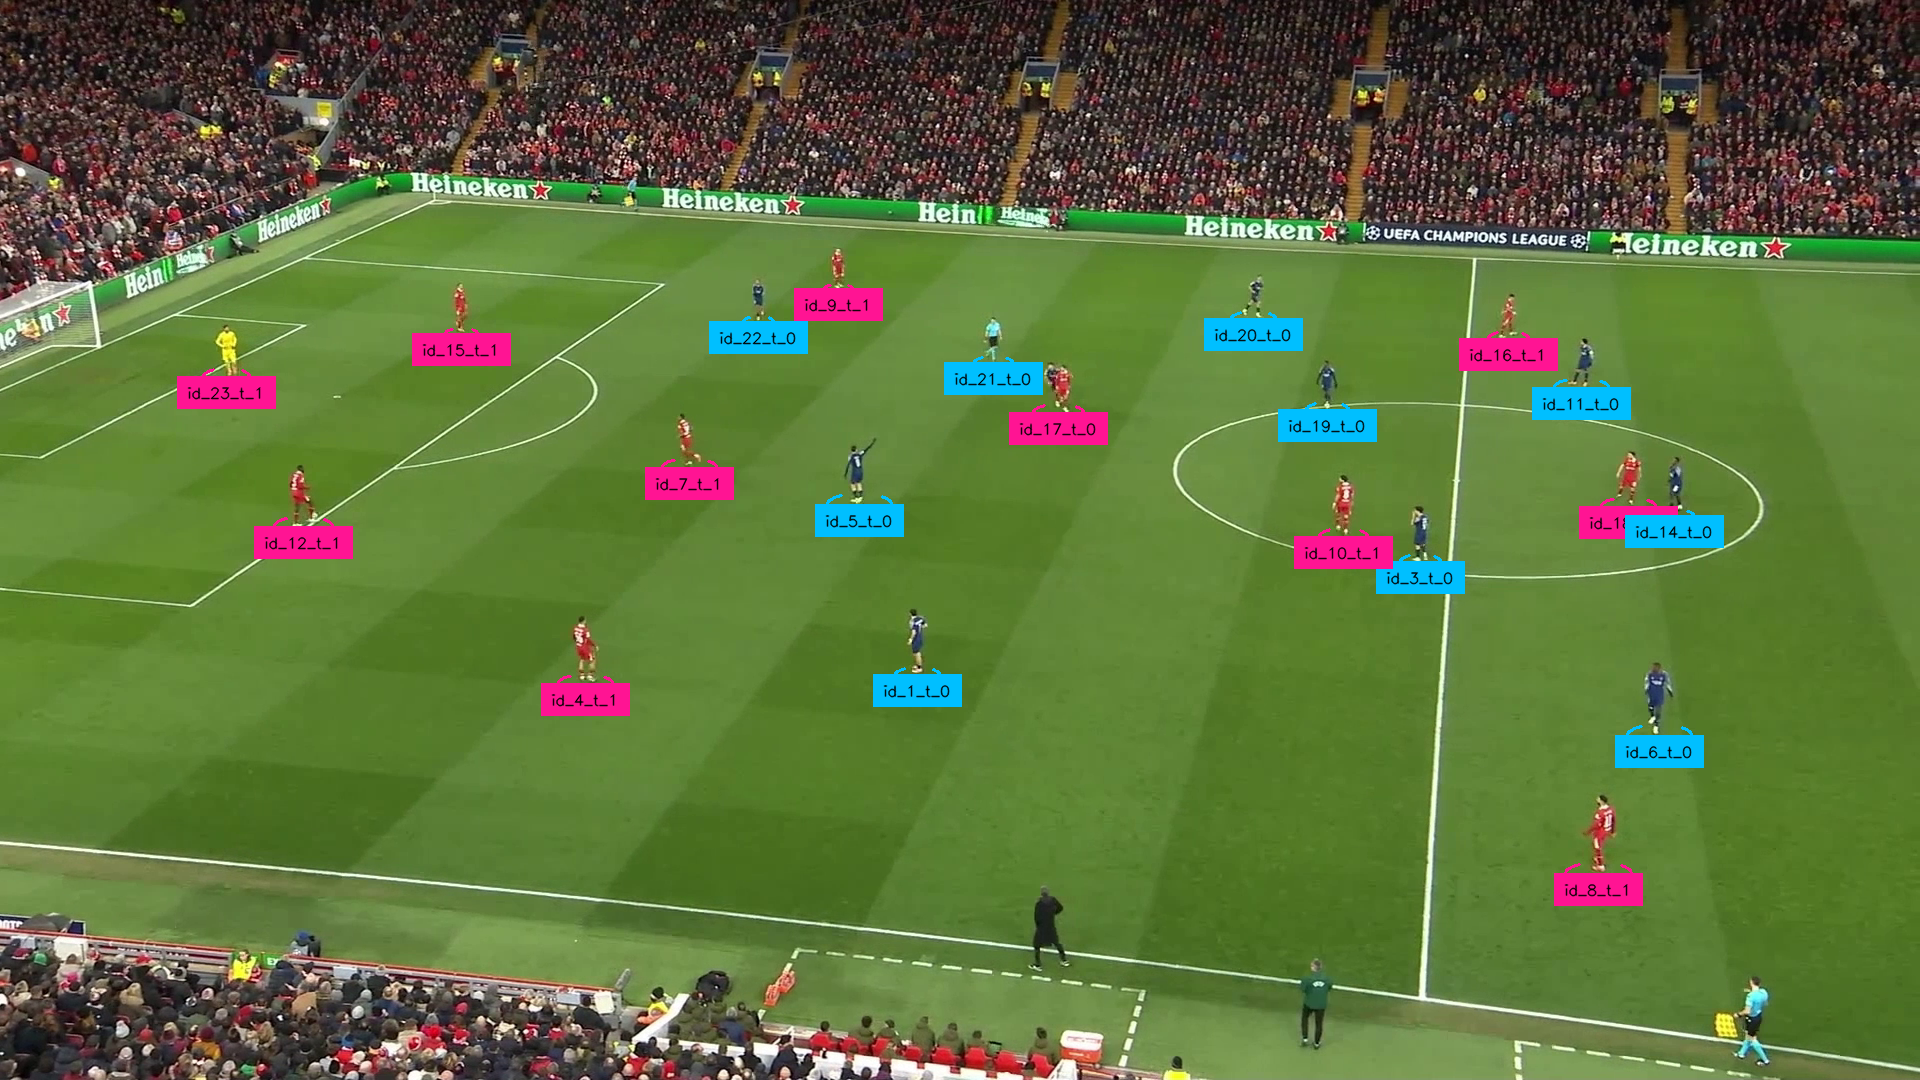 Heineken
Heineken
Hein
Heinek
Heineken
UEFA CHAMPIONS LEAGUE
Heineken
Heineken
Hein
id_9_t_1
id_22_t_0
id_20_t_0
id_15_t_1
id_16_t_1
id_21_t_0
id_23_t_1
id_11_t_0
id_19_t_0
id_17_t_0
id_7_t_1
id_5_t_0
id_14_t_0
id_12_t_1
id_10_t_1
id_3_t_0
id_1_t_0
id_4_t_1
id_6_t_0
id_8_t_1